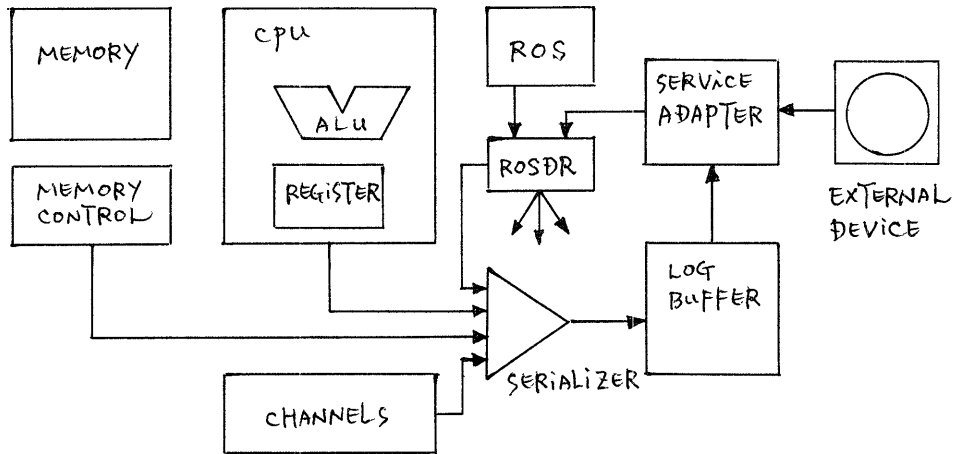 MEMORY
CPU
ALU
REGISTER
ROS
SERVICE
ADAPTER
ROSDR
MEMORY
CONTROL
EXTERNAL
DEVICE
LOG
BUFFER
SERIALIZER
CHANNELS